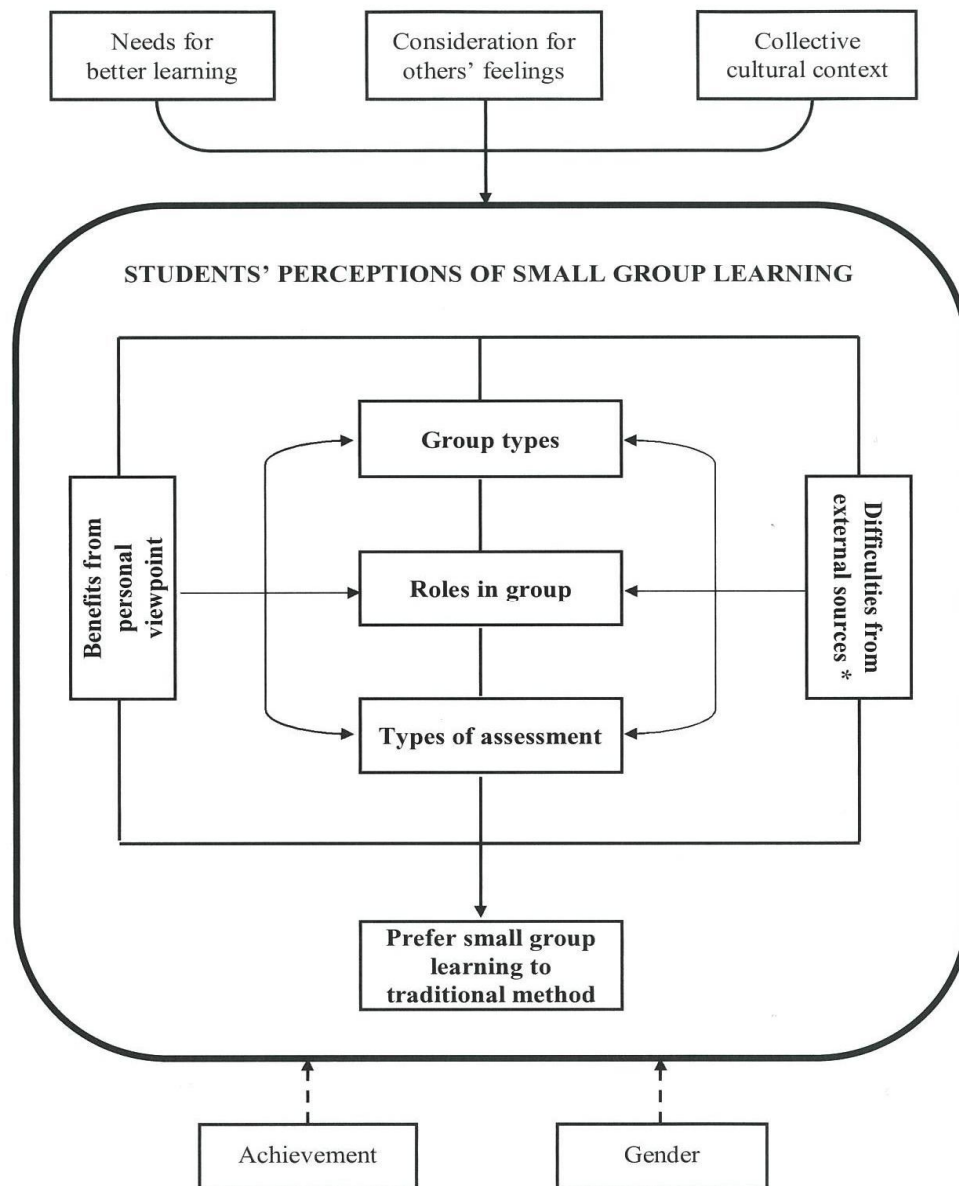 Needs for
better learning
Consideration for
others’ feelings
Collective
cultural context
STUDENTS’ PERCEPTIONS OF SMALL GROUP LEARNING
Group types
Benefits from
personal
viewpoint
Roles in group
Difficulties from
external sources *
Types of assessment
Prefer small group
learning to
traditional method
Achievement
Gender